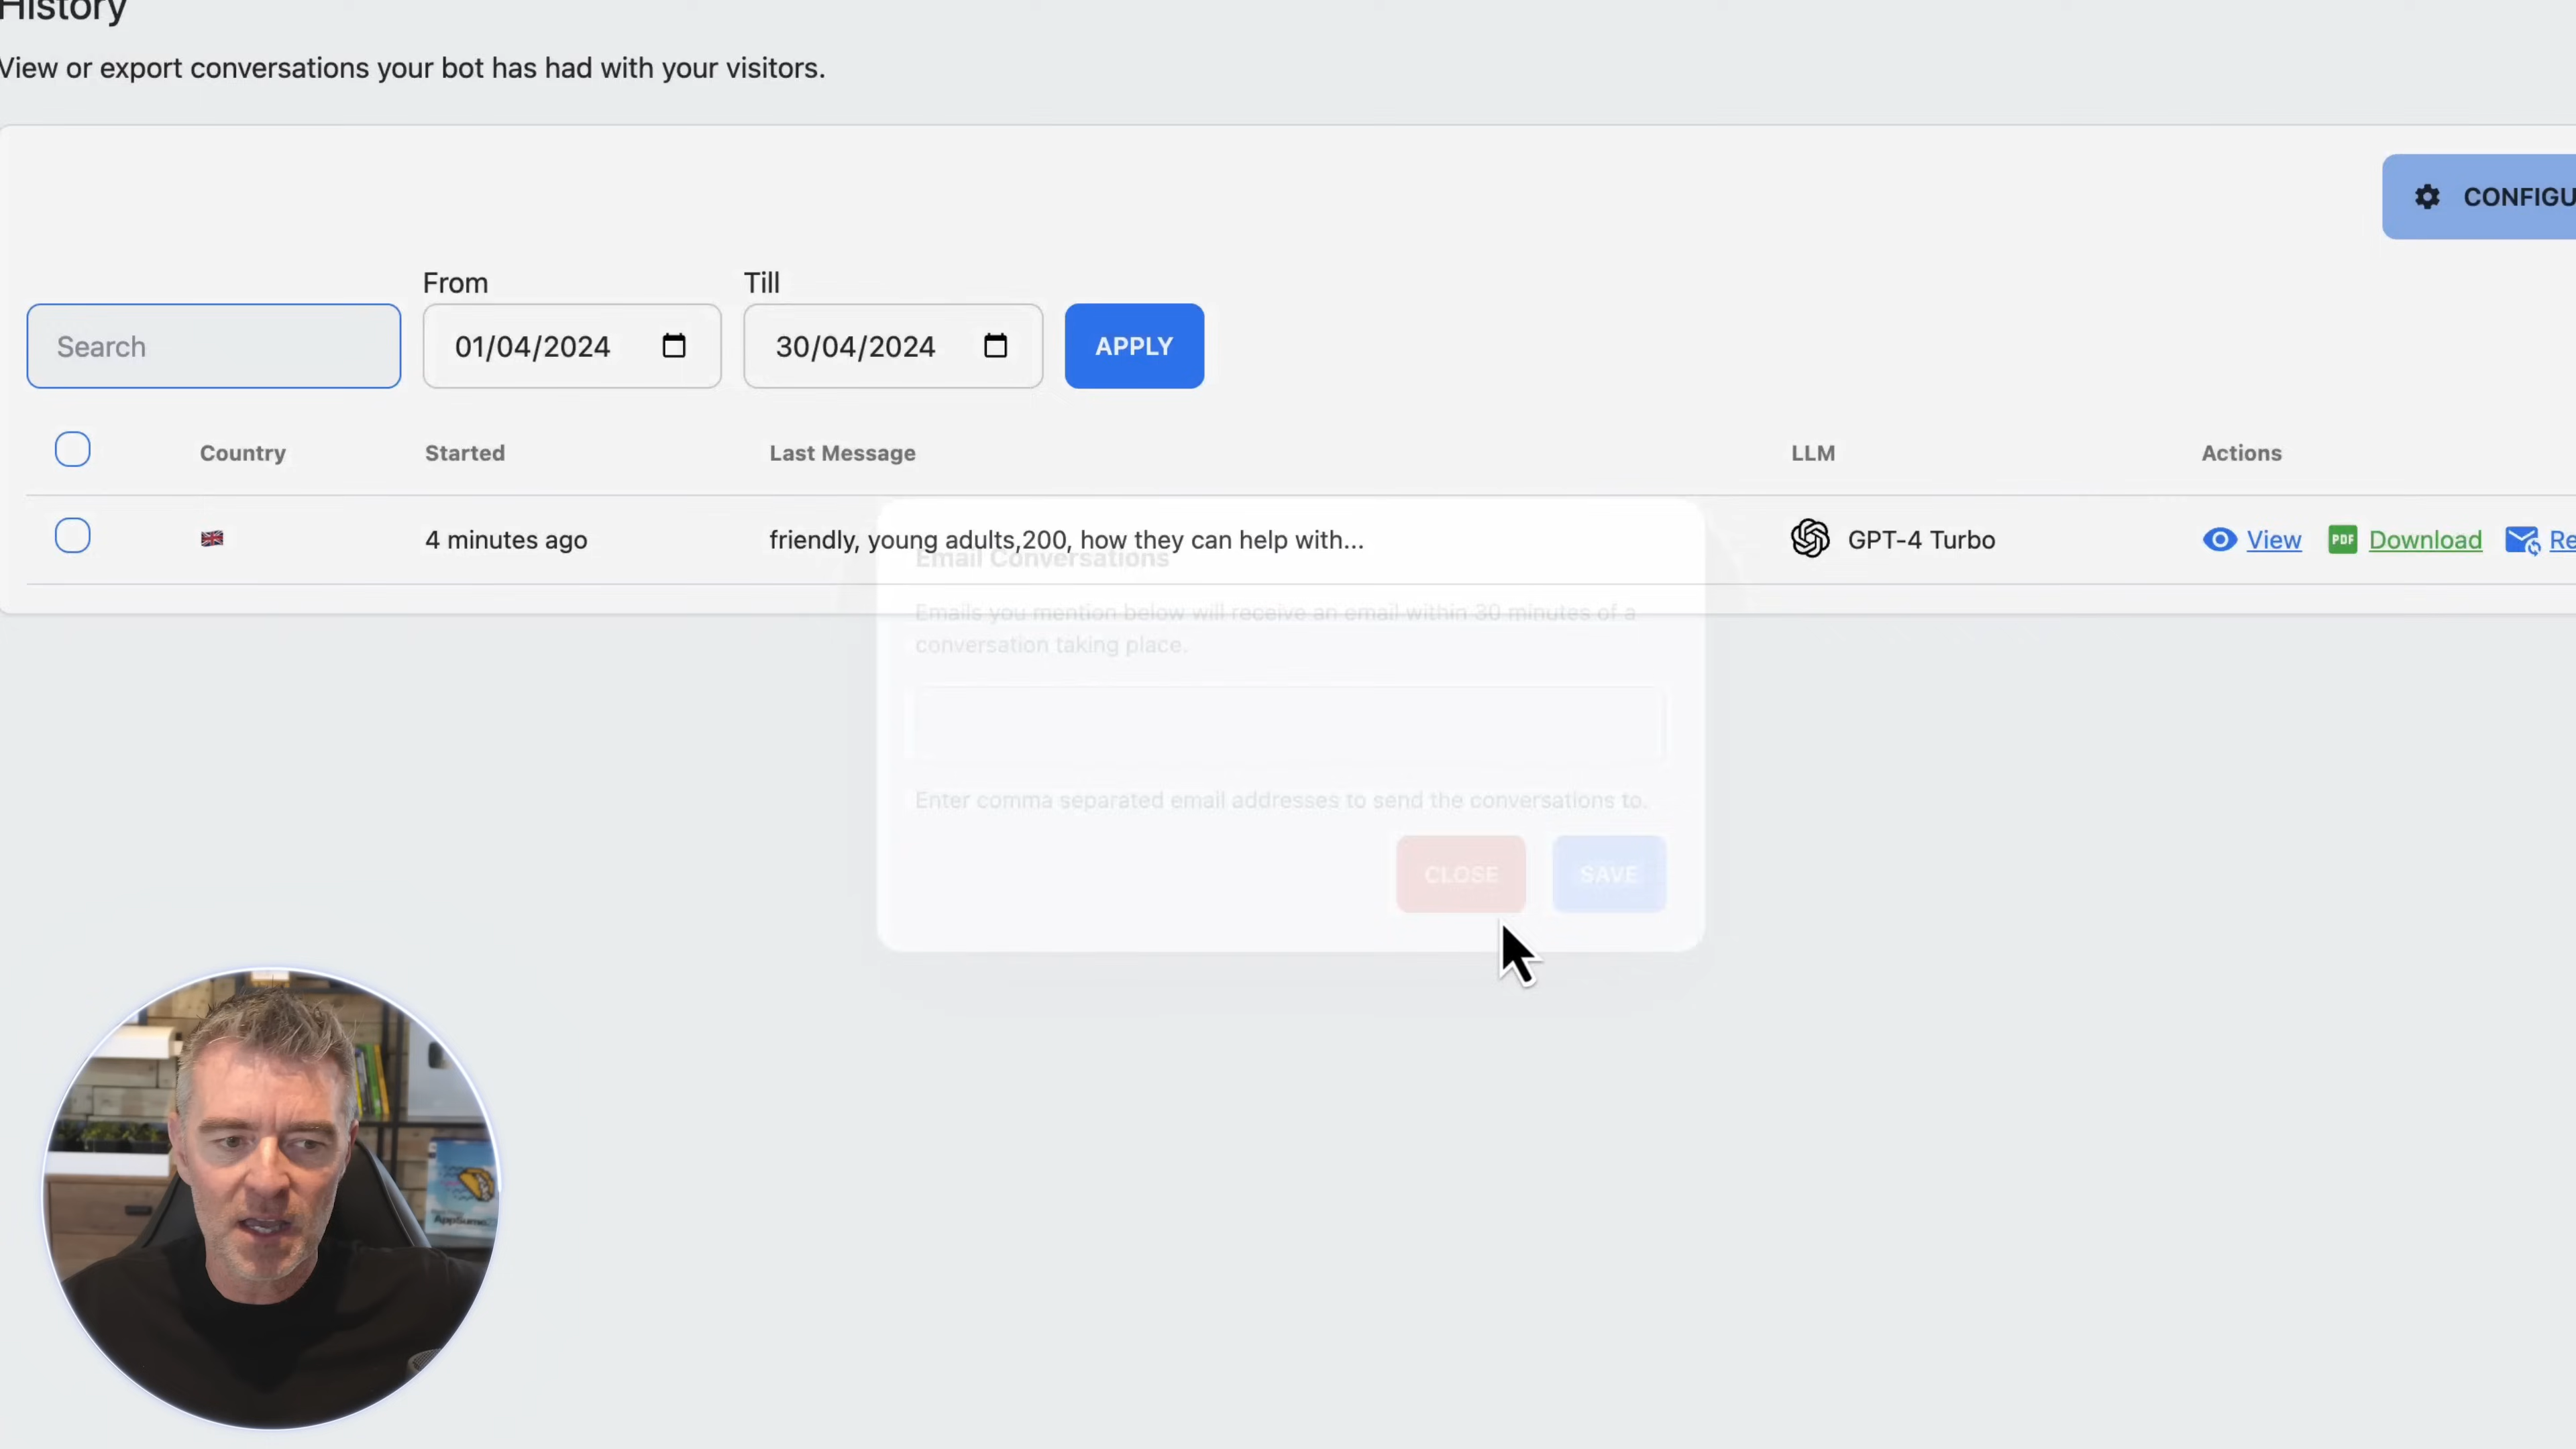 History
View or export conversations your bot has had with your visitors.
CONFIGU
From
Till
Search
01/04/2024
30/04/2024
APPLY
Country
Started
Last Message
LLM
Actions
4 minutes ago
friendly, young adults,200, how they can help with...
GPT-4 Turbo
View
PDF
Download
Re
Email Conversations
Emails you mention below will receive an email within 30 minutes of a
conversation taking place.
Enter comma separated email addresses to send the conversations to.
CLOSE
SAVE
AppSumo